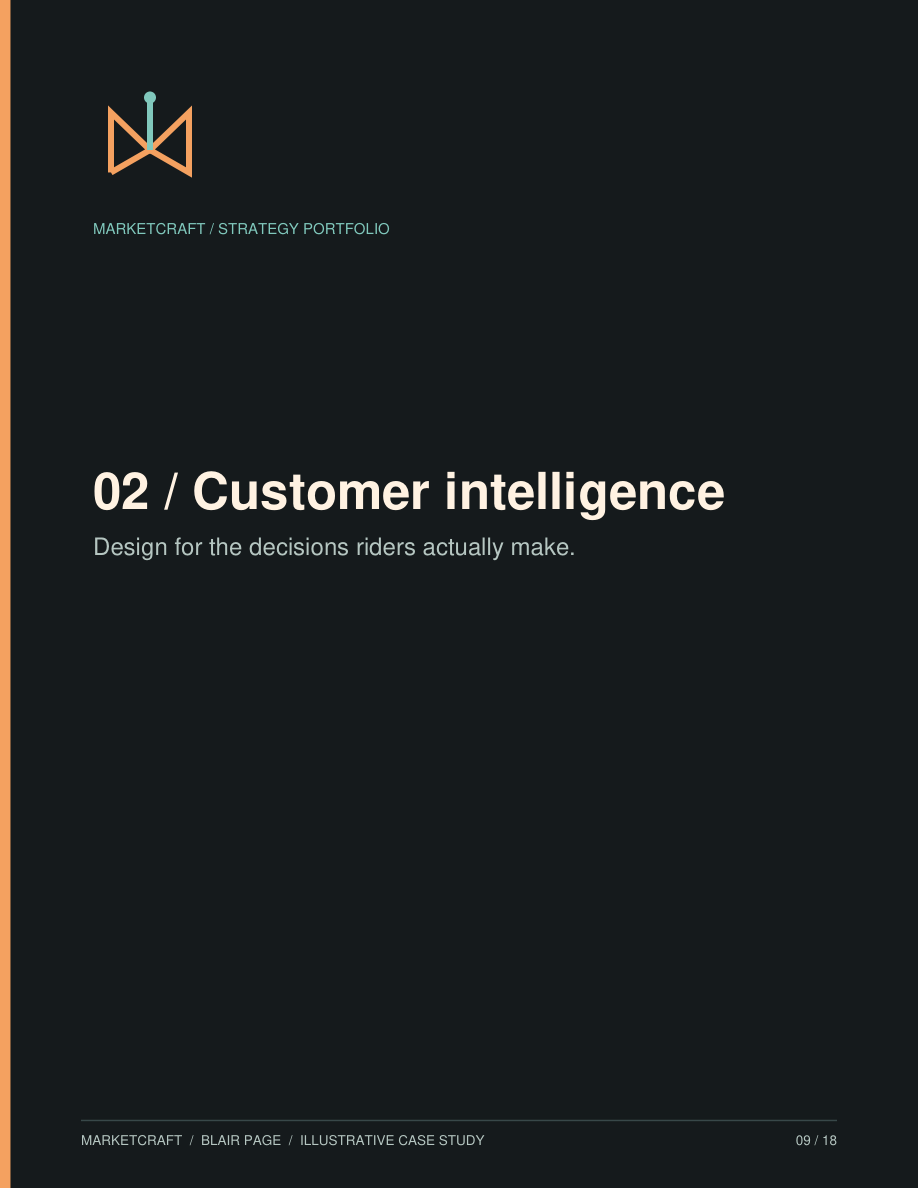 MARKETCRAFT / STRATEGY PORTFOLIO
02 / Customer intelligence
Design for the decisions riders actually make.
MARKETCRAFT / BLAIR PAGE / ILLUSTRATIVE CASE STUDY
09 / 18